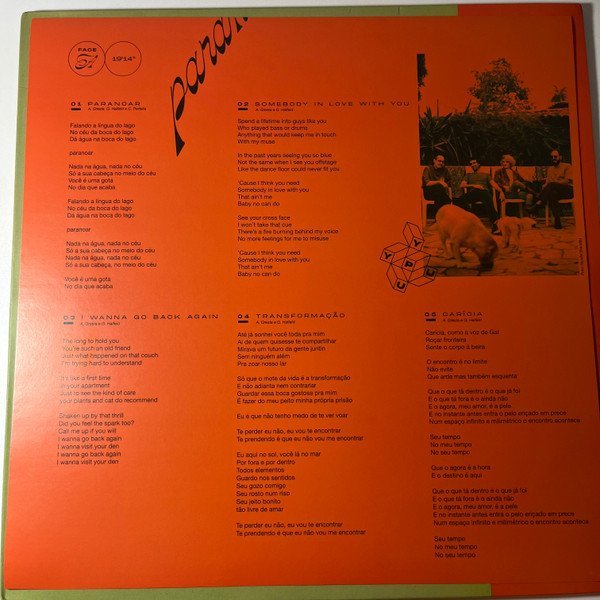 FACE
A
19'14"
paran
01 PARANOAR
Falando a língua do lago
No céu da boca do lago
Dá água na boca do lago
paranoar
Nada na água, nada no céu
Só a sua cabeça no meio do céu
Você é uma gota
No dia que acaba
Falando a língua do lago
No céu da boca do lago
Dá água na boca do lago
paranoar
Nada na água, nada no céu
Só a sua cabeça no meio do céu
Nada na água, nada no céu
Só a sua cabeça, no meio do céu
Você é uma gota
No dia que acaba
02 SOMEBODY IN LOVE WITH YOU
Spend a lifetime into guys like you
Who played bass or drums
Anything that would keep me in touch
With my muse
In the past years seeing you so blue
Not the same when I see you offstage
Like the dance floor could never fit you
'Cause I think you need
Somebody in love with you
That ain't me
Baby no can do
See your cross face
I won't take that cue
There's a fire burning behind my voice
No more feelings for me to misuse
'Cause I think you need
Somebody in love with you
That ain't me
Baby no can do
YPU
YU
03 I WANNA GO BACK AGAIN
The long to hold you
You're such an old friend
Just what happened on that couch
I'm trying hard to understand
It's like a first time
in your apartment
Just to see the kind of care
your plants and cat do recommend
Shaken up by that thrill
Did you feel the spark too?
Call me up if you will
I wanna go back again
I wanna visit your den
I wanna go back again
I wanna visit your den
04 TRANSFORMAÇÃO
Até já sonhei você toda pra mim
Ai de quem quisesse te compartilhar
Mirava um futuro da gente juntin
Sem ninguém além
Pra zoar nosso lar
Só que o mote da vida é a transformação
E não adianta nem contrariar
Guardar essa boca gostosa pra mim
É fazer do meu peito minha própria prisão
Eu é que não tenho medo de te ver voar
Te perder eu não, eu vou te encontrar
Te prendendo é que eu não vou me encontrar
Eu aqui no sol, você lá no mar
Por fora e por dentro
Todos elementos
Guardo nos sentidos
Seu gozo comigo
Seu rosto num riso
Seu jeito bonito
tão livre de amar
Te perder eu não, eu vou te encontrar
Te prendendo é que eu não vou me encontrar
05 CARÍCIA
Carícia, como a voz de Gal
Roçar fronteira
Sonte o corpo à beira
O encontro é no limite
Não evite
Que arde mas também esquenta
Que o que tá dentro é o que já foi
E o que tá fora é o ainda não
E o agora, meu amor, é a pele
E no instante antes entra o pelo eriçado em prece
Num espaço infinito e milimétrico o encontro acontece
Seu tempo
No meu tempo
No seu tempo
Que o agora é a hora
E o destino é aqui
Que o que tá dentro é o que já foi
E o que tá fora é o ainda não
E o agora, meu amor, é a pele
E no instante antes entra o pelo eriçado em prece
Num espaço infinito e milimétrico o encontro acontece
Seu tempo
No meu tempo
No seu tempo